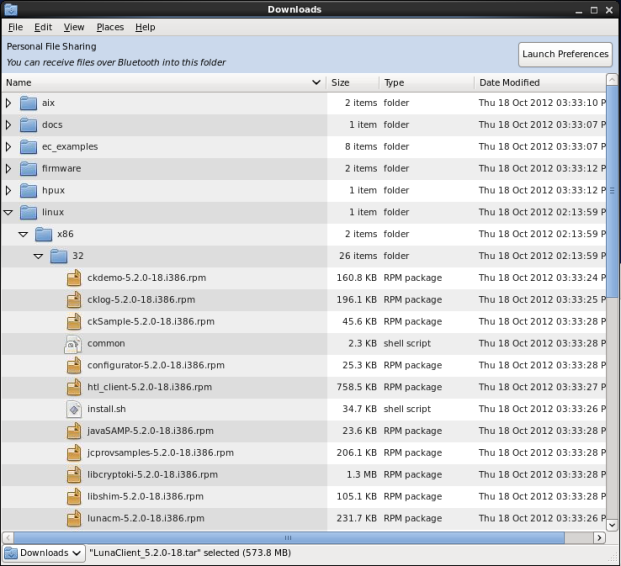 Downloads
File Edit View Places Help
Personal File Sharing
You can receive files over Bluetooth into this folder
Launch Preferences
Name Size Type Date Modified
aix 2 items folder Thu 18 Oct 2012 03:33:10 P
docs 1 item folder Thu 18 Oct 2012 03:33:07 P
ec_examples 8 items folder Thu 18 Oct 2012 03:33:07 P
firmware 2 items folder Thu 18 Oct 2012 03:33:12 P
hpux 1 item folder Thu 18 Oct 2012 03:33:12 P
linux 1 item folder Thu 18 Oct 2012 02:13:59 P
x86 2 items folder Thu 18 Oct 2012 02:13:59 P
32 26 items folder Thu 18 Oct 2012 02:13:59 P
ckdemo-5.2.0-18.i386.rpm 160.8 KB RPM package Thu 18 Oct 2012 03:33:24 P
cklog-5.2.0-18.i386.rpm 196.1 KB RPM package Thu 18 Oct 2012 03:33:25 P
ckSample-5.2.0-18.i386.rpm 45.6 KB RPM package Thu 18 Oct 2012 03:33:28 P
common 2.3 KB shell script Thu 18 Oct 2012 03:33:28 P
configurator-5.2.0-18.i386.rpm 25.3 KB RPM package Thu 18 Oct 2012 03:33:28 P
htl_client-5.2.0-18.i386.rpm 758.5 KB RPM package Thu 18 Oct 2012 03:33:27 P
install.sh 34.7 KB shell script Thu 18 Oct 2012 03:33:26 P
javaSAMP-5.2.0-18.i386.rpm 23.6 KB RPM package Thu 18 Oct 2012 03:33:28 P
jcprovsamples-5.2.0-18.i386.rpm 206.1 KB RPM package Thu 18 Oct 2012 03:33:28 P
libcryptoki-5.2.0-18.i386.rpm 1.3 MB RPM package Thu 18 Oct 2012 03:33:28 P
libshim-5.2.0-18.i386.rpm 105.1 KB RPM package Thu 18 Oct 2012 03:33:28 P
lunacm-5.2.0-18.i386.rpm 231.7 KB RPM package Thu 18 Oct 2012 03:33:28 P
Downloads "LunaClient_5.2.0-18.tar" selected (573.8 MB)